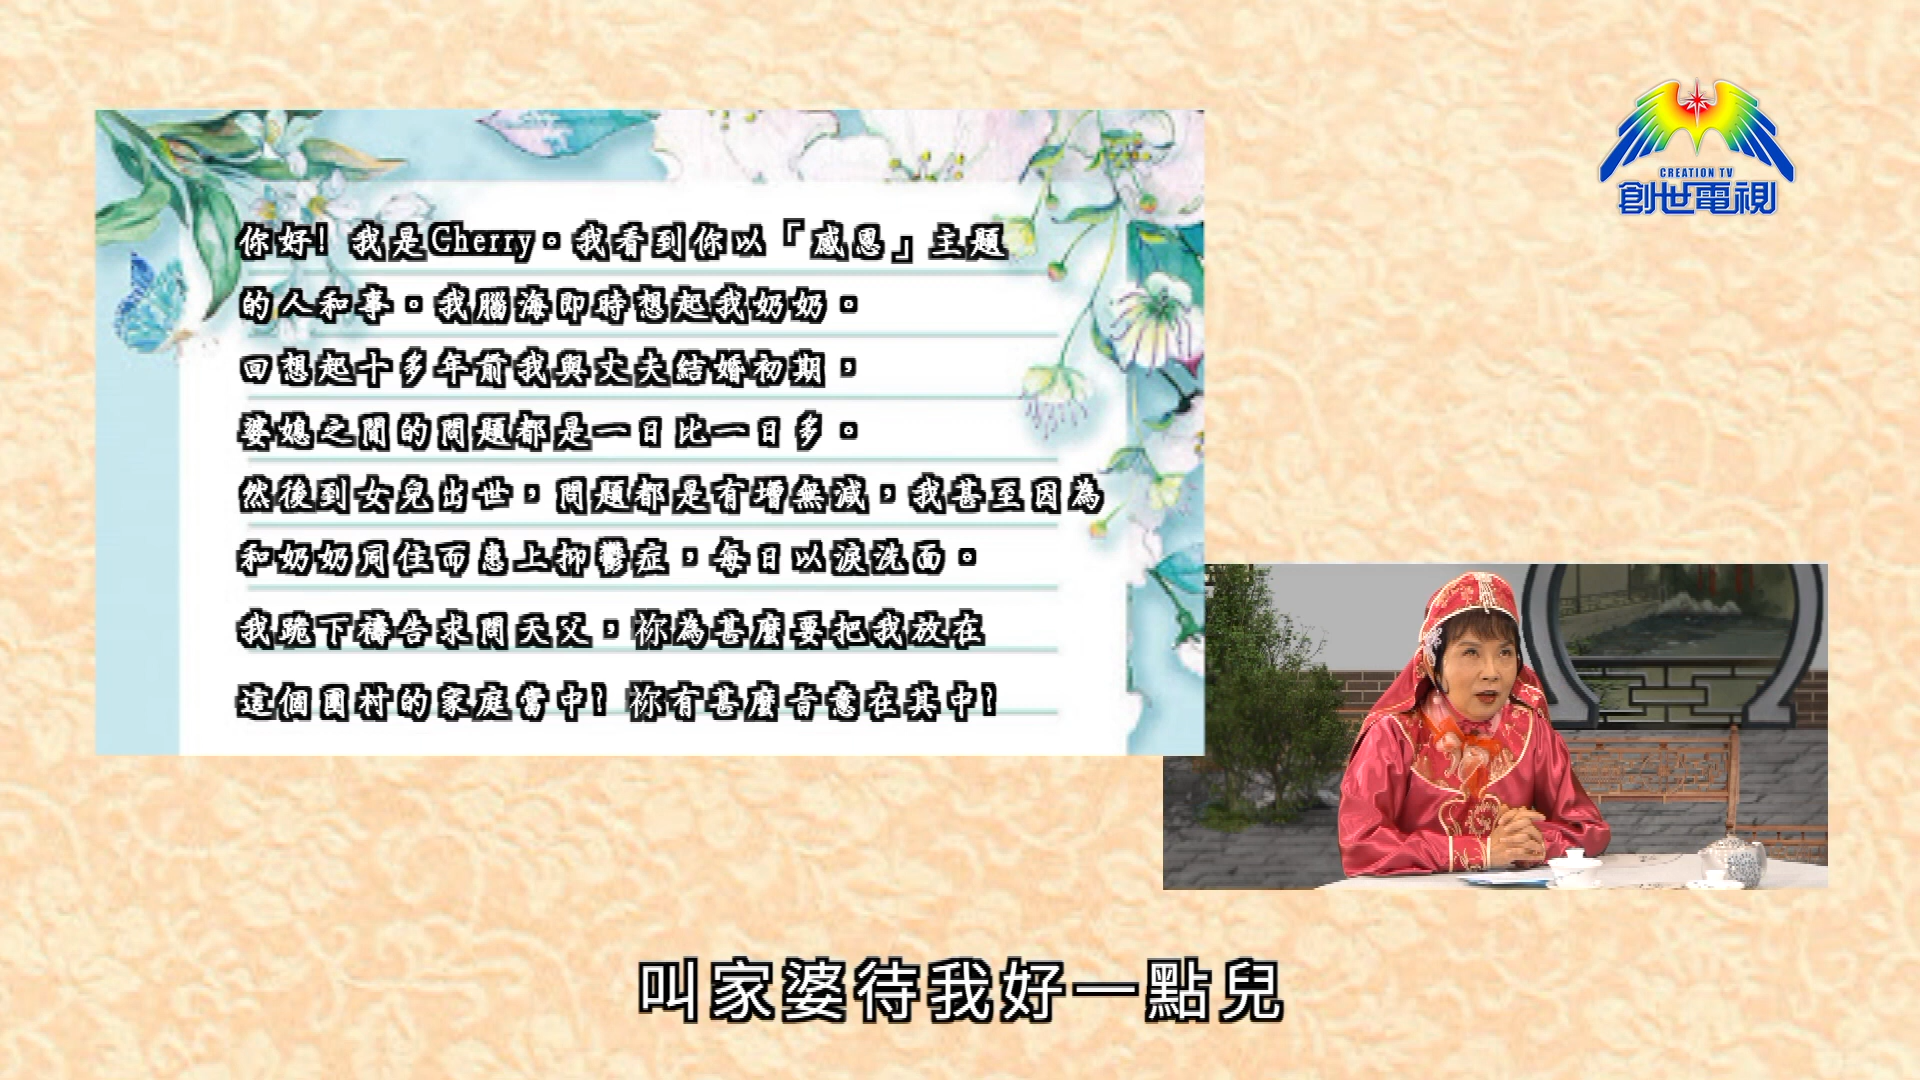 CREATION TV
創世電視
你好！我是Cherry。我看到你以「感恩」主題
的人和事。我腦海即時想起我奶奶。
回想起十多年前我與丈夫結婚初期，
婆媳之間的問題都是一日比一日多。
然後到女兒出世，問題都是有增無減，我甚至因為
和奶奶同住而患上抑鬱症，每日以淚洗面。
我跪下禱告求問天父，祢為甚麼要把我放在
這個圍村的家庭當中？祢有甚麼旨意在其中？
叫家婆待我好一點兒